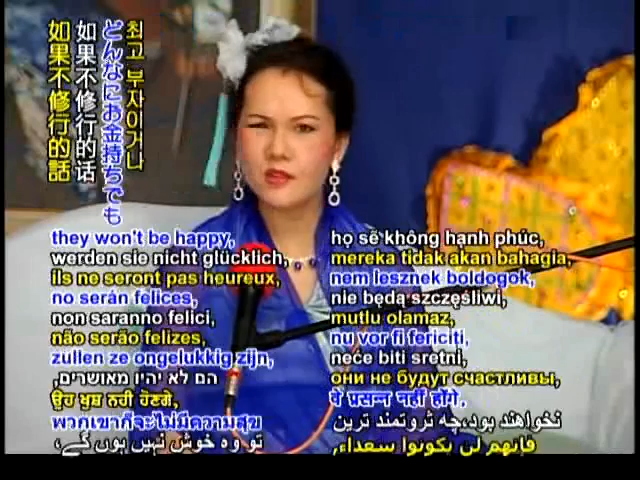 최고 부자이거나
どんなにお金持ちでも
如果不修行的话
如果不修行的話
they won't be happy,
werden sie nicht glücklich,
ils ne seront pas heureux,
no serán felices,
non saranno felici,
não serão felizes,
zullen ze ongelukkig zijn,
הם לא יהיו מאושרים,
ਉਹ ਖੁਸ਼ ਨਹੀ ਹੋਣਗੇ,
พวกเขาก็จะไม่มีความสุข
تو وہ خوش نہیں ہوں گے،
họ sẽ không hạnh phúc,
mereka tidak akan bahagia,
nem lesznek boldogok,
nie będą szczęśliwi,
mutlu olamaz,
nu vor fi fericiti,
neće biti sretni,
они не будут счастливы,
वे प्रसन्न नहीं होंगे,
نخواهند بود،چه ثروتمند ترین
فإنهم لن يكونوا سعداء,